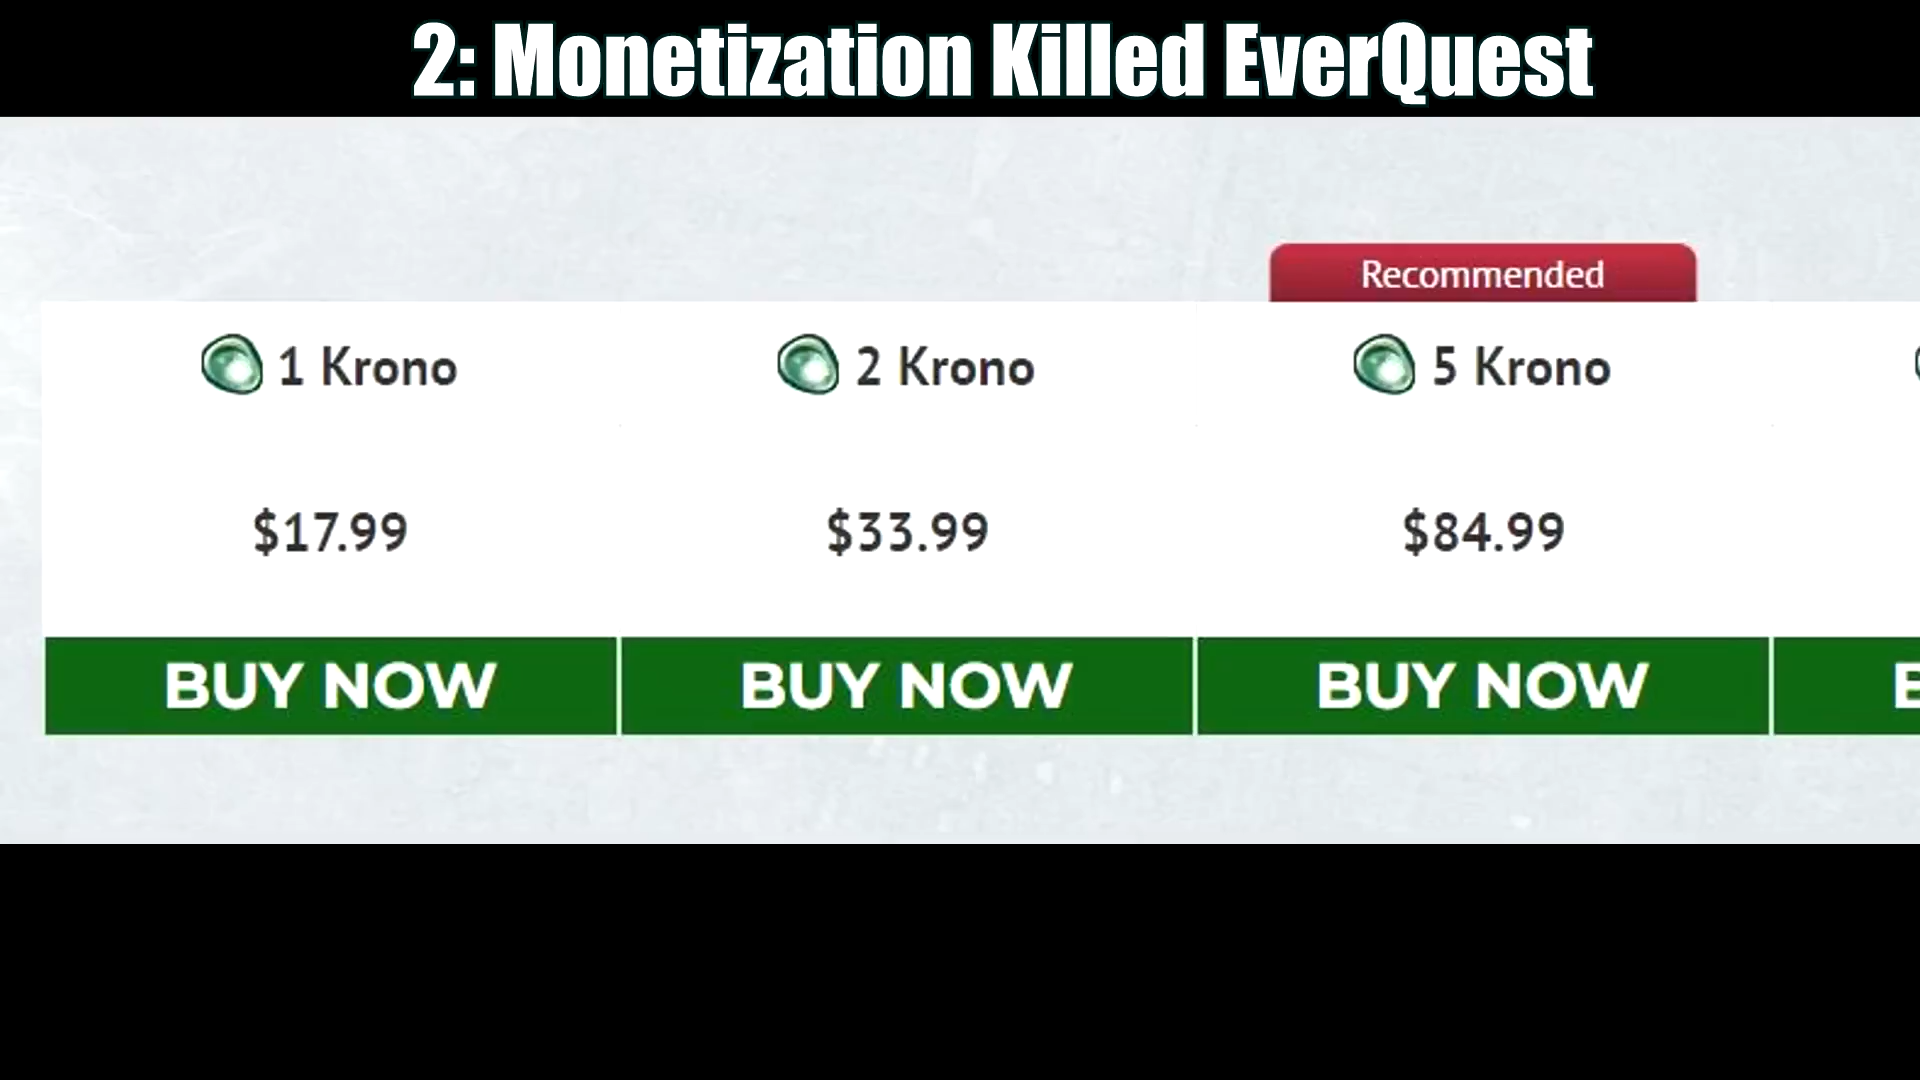 2: Monetization Killed EverQuest
Recommended
1 Krono
2 Krono
5 Krono
$17.99
$33.99
$84.99
BUY NOW
BUY NOW
BUY NOW